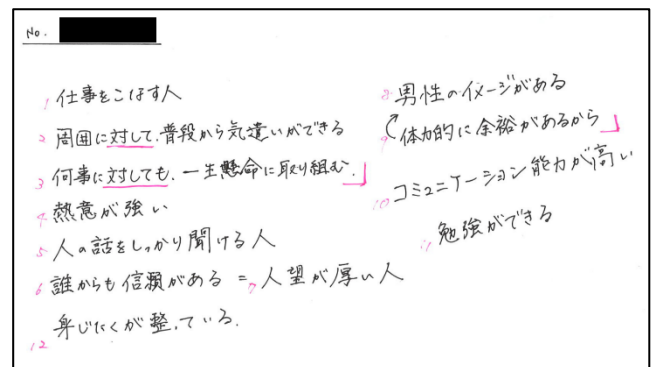 No.
1 仕事をこなす人
2 周囲に対して、普段から気遣いができる
3 何事に対しても、一生懸命に取り組む。」
4 熱意が強い
5 人の話をしっかり聞ける人
6 誰からも信頼がある = 7 人望が厚い人
12 身じたくが整っている。
8 男性のイメージがある
9 体力的に余裕があるから」
10 コミュニケーション能力が高い
11 勉強ができる